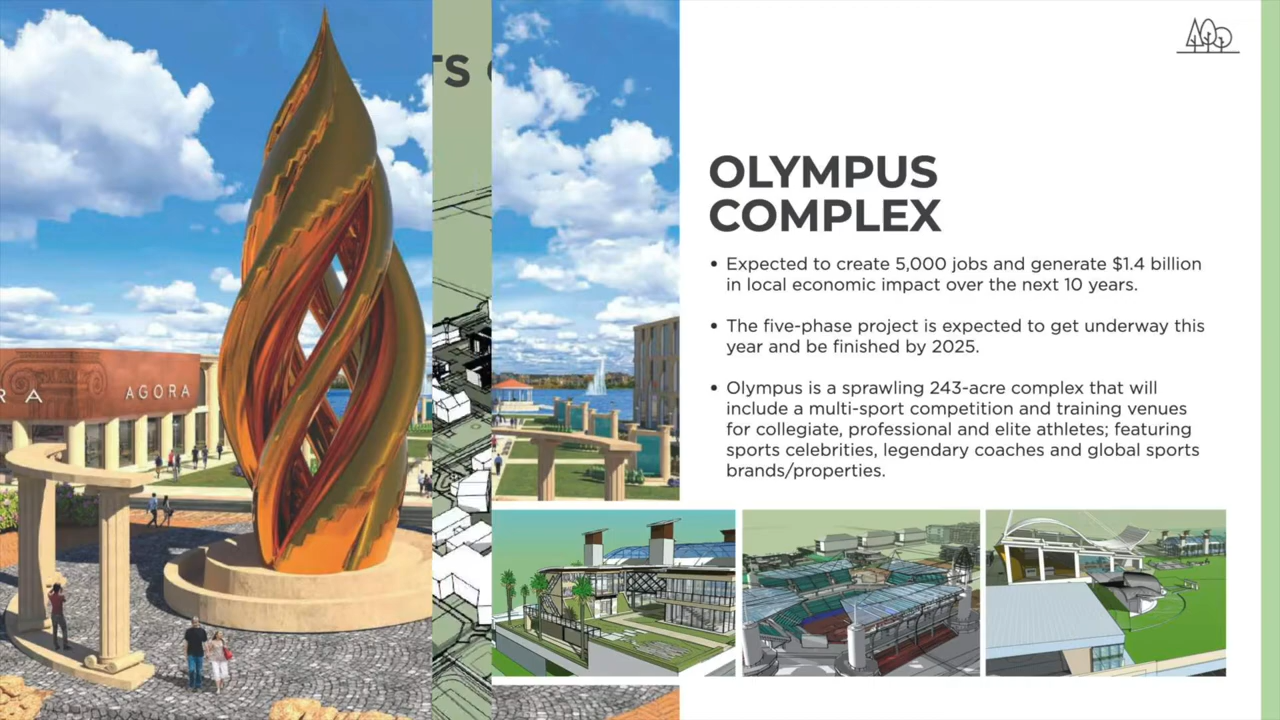 TS
RA
AGORA
OLYMPUS
COMPLEX
• Expected to create 5,000 jobs and generate $1.4 billion
in local economic impact over the next 10 years.
• The five-phase project is expected to get underway this
year and be finished by 2025.
• Olympus is a sprawling 243-acre complex that will
include a multi-sport competition and training venues
for collegiate, professional and elite athletes; featuring
sports celebrities, legendary coaches and global sports
brands/properties.